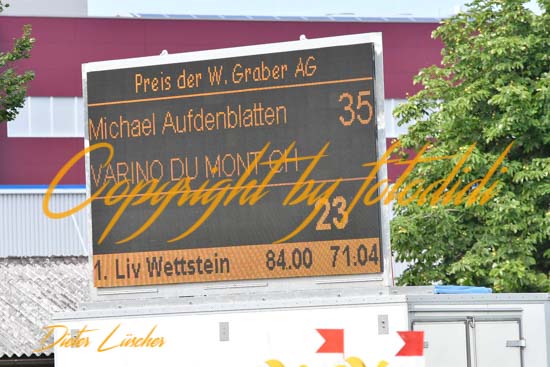 Preis der W. Graber AG
Michael Aufdenblatten 35
VARINO DU MONT CH
23
1. Liv Wettstein 84.00 71.04
Copyright by fotodidi
Dieter Lüscher